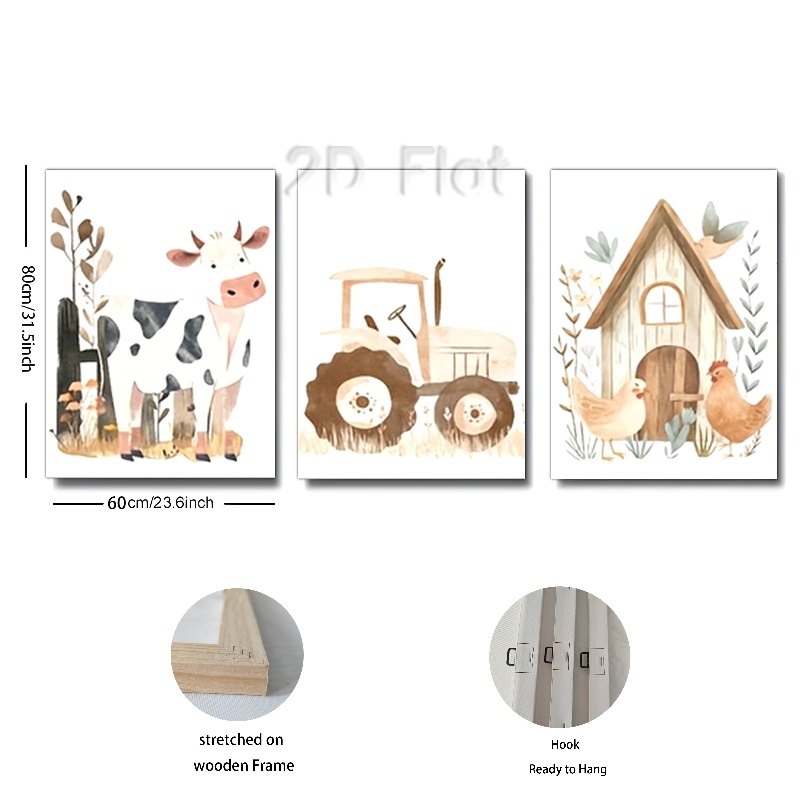 2D Flat
80cm/31.5inch
60cm/23.6inch
stretched on
wooden Frame
Hook
Ready to Hang